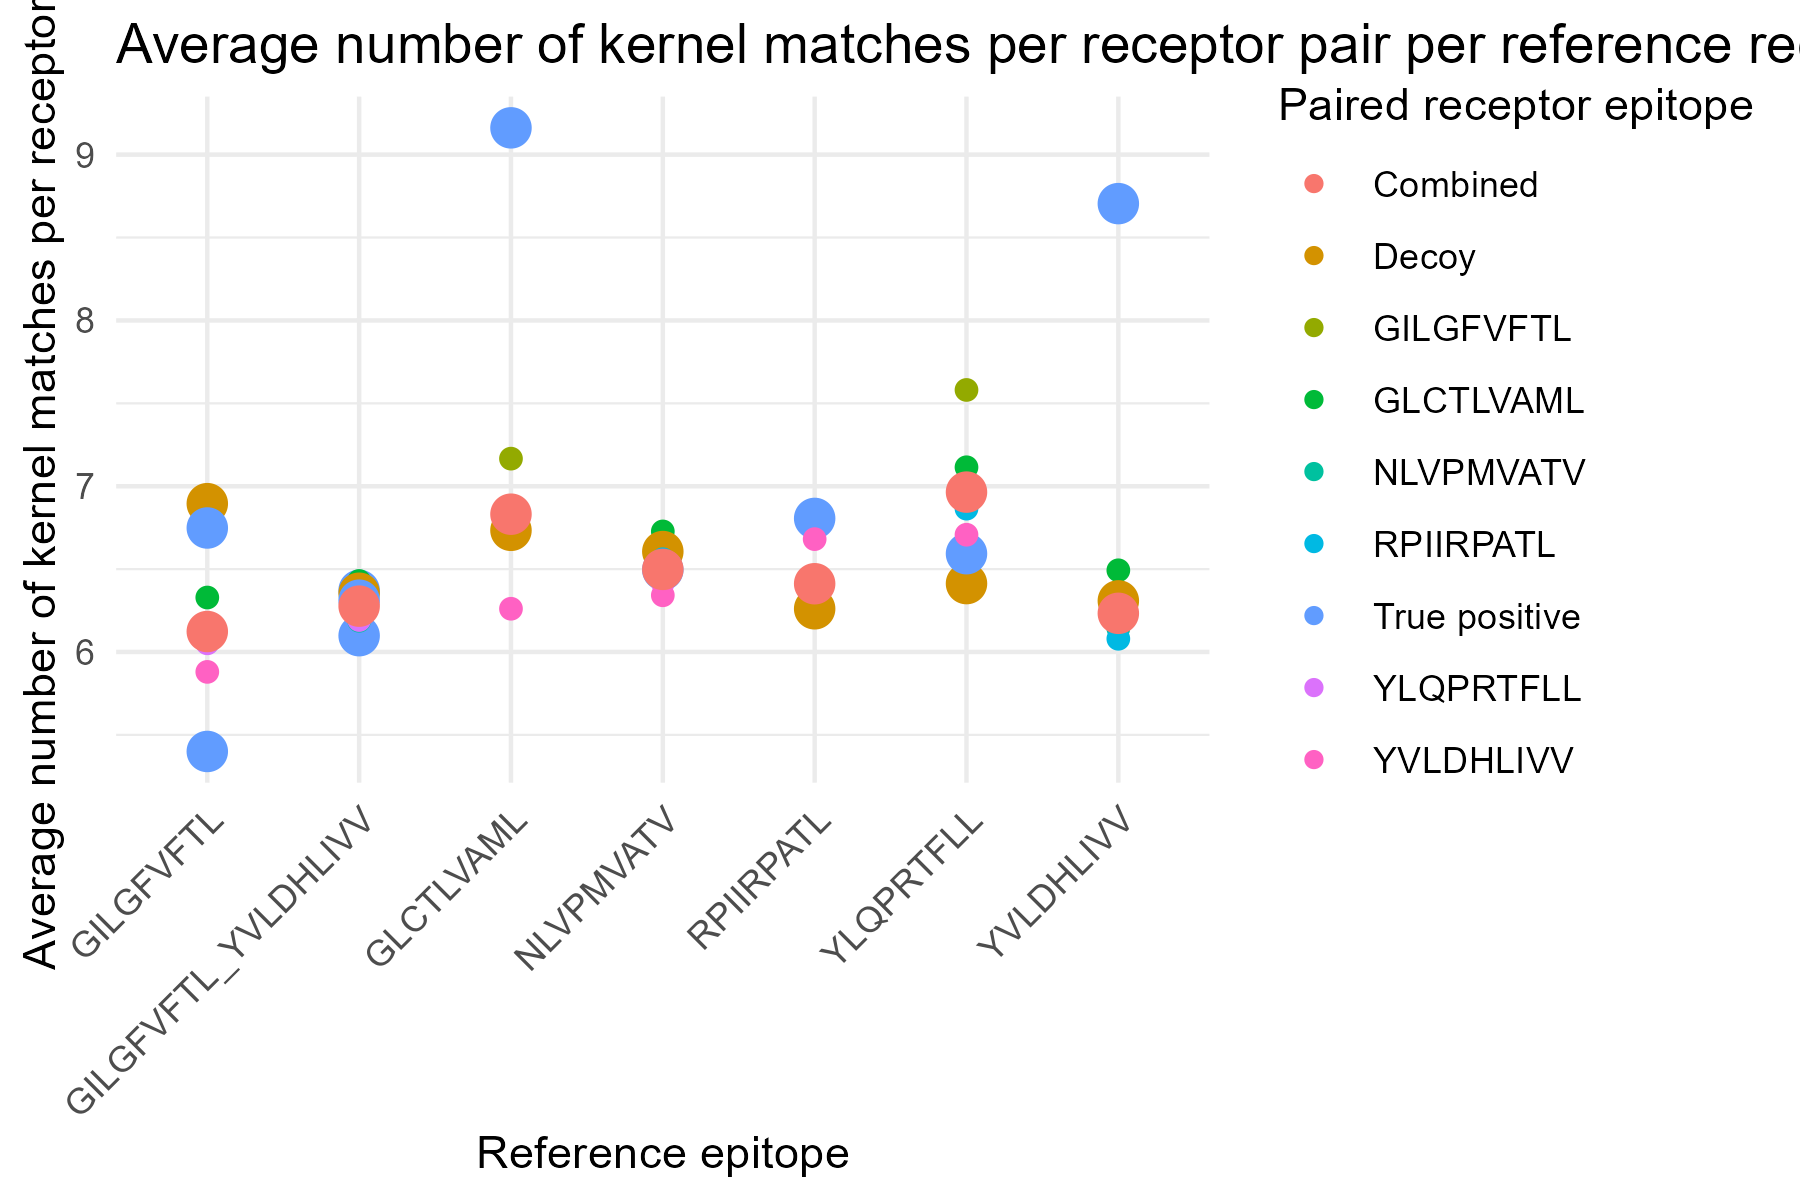 Average number of kernel matches per receptor pair per reference
Paired receptor epitope
Average number of kernel matches per receptor
9
8
7
6
Combined
Decoy
GILGFVFTL
GLCTLVAML
NLVPMVATV
RPIIRPATL
True positive
YLQPRTFLL
YVLDHLIVV
GILGFVFTL
GILGFVFTL_YVLDHLIVV
GLCTLVAML
NLVPMVATV
RPIIRPATL
YLQPRTFLL
YVLDHLIVV
Reference epitope